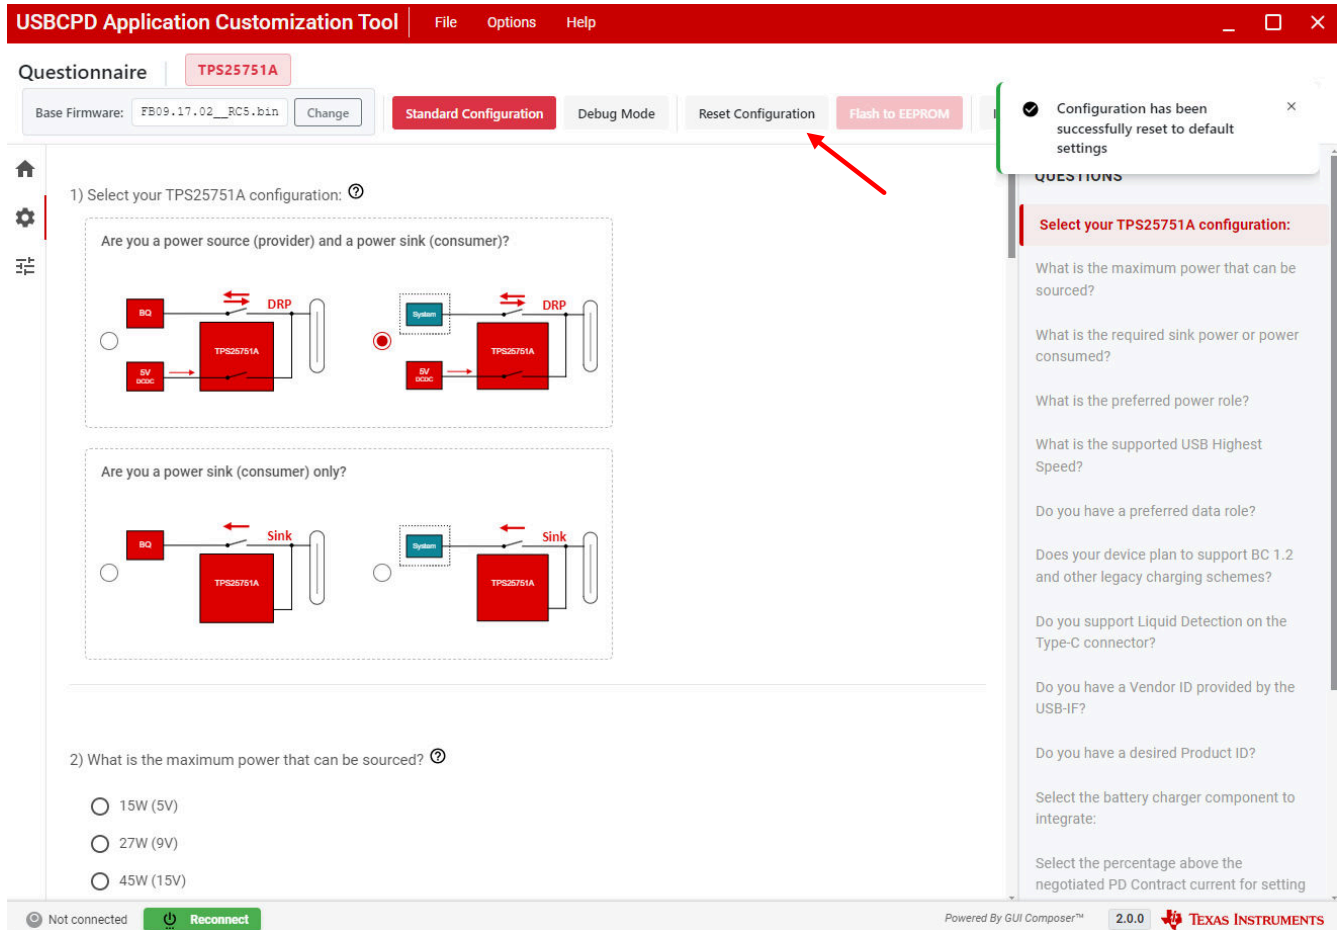 USBCPD Application Customization Tool File Options Help
Questionnaire TPS25751A
Base Firmware: FB09.17.02__RC5.bin Change Standard Configuration Debug Mode Reset Configuration Flash to EEPROM
Configuration has been
successfully reset to default
settings
1) Select your TPS25751A configuration:
Are you a power source (provider) and a power sink (consumer)?
BQ DRP
TPS25751A
5V
DCDC
System DRP
TPS25751A
5V
DCDC
Are you a power sink (consumer) only?
BQ Sink
TPS25751A
System Sink
TPS25751A
2) What is the maximum power that can be sourced?
15W (5V)
27W (9V)
45W (15V)
QUESTIONS
Select your TPS25751A configuration:
What is the maximum power that can be
sourced?
What is the required sink power or power
consumed?
What is the preferred power role?
What is the supported USB Highest
Speed?
Do you have a preferred data role?
Does your device plan to support BC 1.2
and other legacy charging schemes?
Do you support Liquid Detection on the
Type-C connector?
Do you have a Vendor ID provided by the
USB-IF?
Do you have a desired Product ID?
Select the battery charger component to
integrate:
Select the percentage above the
negotiated PD Contract current for setting
Not connected Reconnect Powered By GUI Composer™ 2.0.0 TEXAS INSTRUMENTS